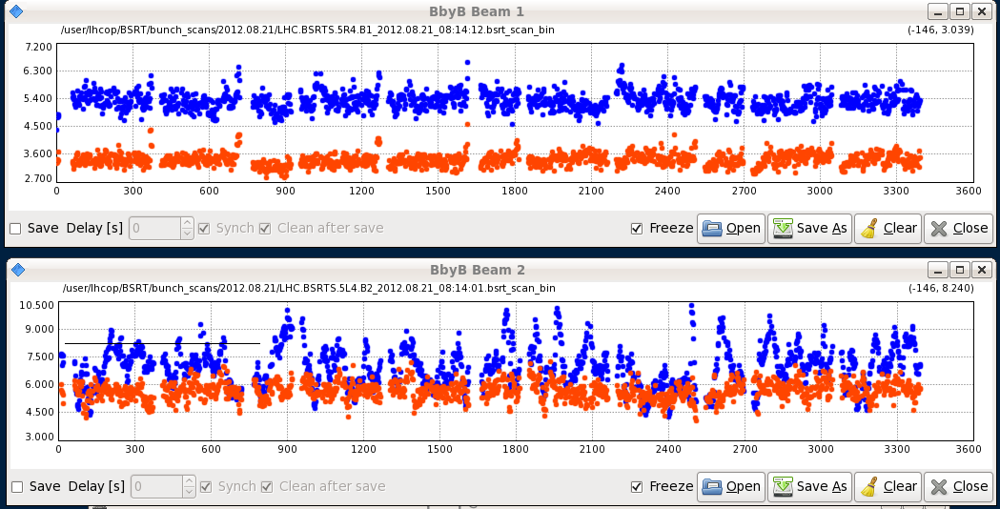 BbyB Beam 1
/user/lhcop/BSRT/bunch_scans/2012.08.21/LHC.BSRTS.5R4.B1_2012.08.21_08:14:12.bsrt_scan_bin (-146, 3.039)
7.200
6.300
5.400
4.500
3.600
2.700
0 300 600 900 1200 1500 1800 2100 2400 2700 3000 3300 3600
Save Delay [s] 0 Synch Clean after save Freeze Open Save As Clear Close
BbyB Beam 2
/user/lhcop/BSRT/bunch_scans/2012.08.21/LHC.BSRTS.5L4.B2_2012.08.21_08:14:01.bsrt_scan_bin (-146, 8.240)
10.500
9.000
7.500
6.000
4.500
3.000
0 300 600 900 1200 1500 1800 2100 2400 2700 3000 3300 3600
Save Delay [s] 0 Synch Clean after save Freeze Open Save As Clear Close